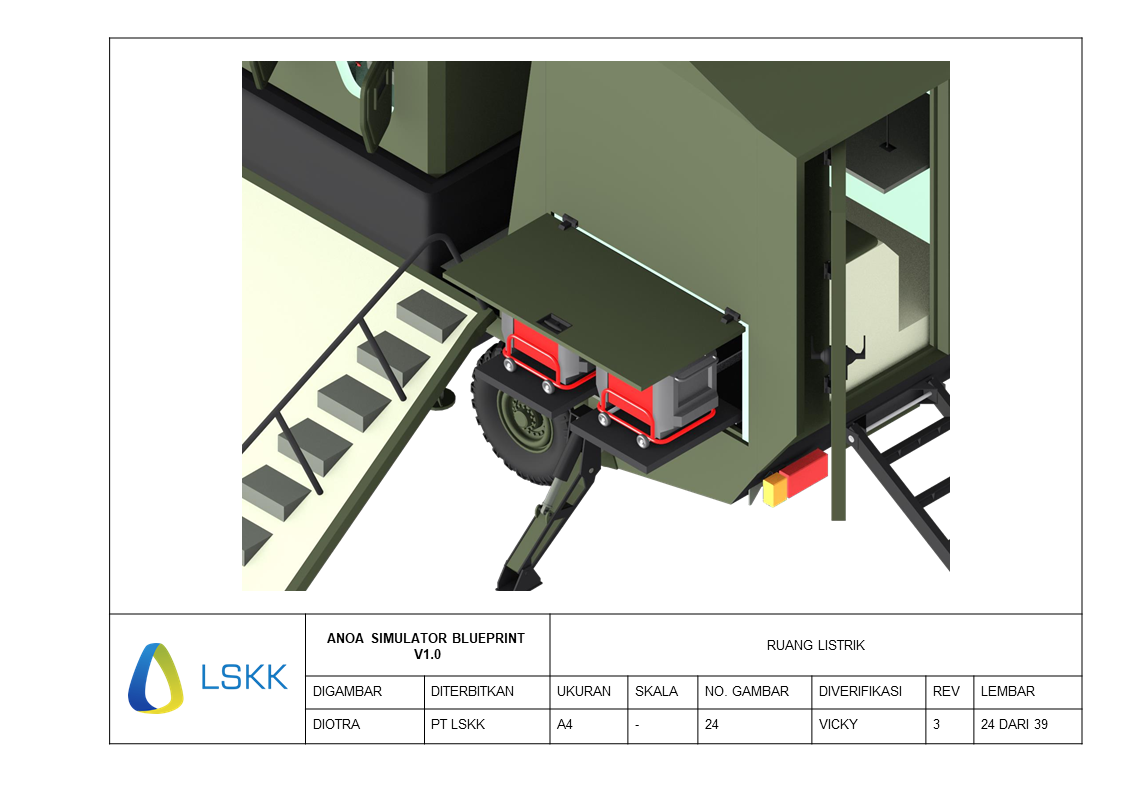 LSKK
ANOA SIMULATOR BLUEPRINT
V1.0
RUANG LISTRIK
DIGAMBAR DITERBITKAN UKURAN SKALA NO. GAMBAR DIVERIFIKASI REV LEMBAR
DIOTRA PT LSKK A4 - 24 VICKY 3 24 DARI 39